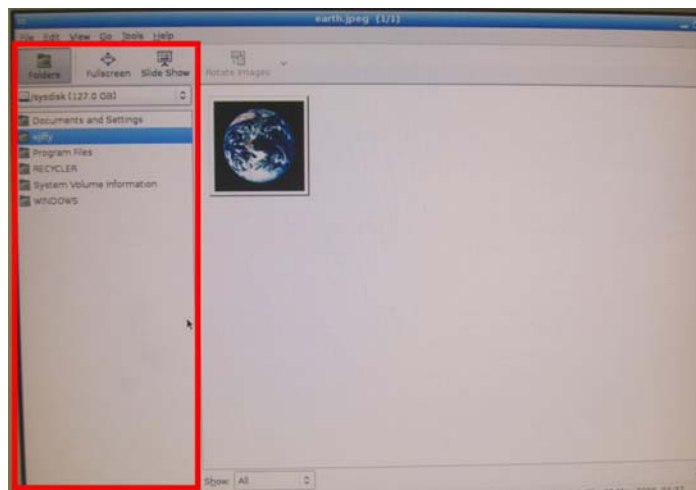 earth.jpeg (1/1)
File Edit View Go Tools Help
Folders Fullscreen Slide Show Rotate Images
/sysdisk (127.0 GB)
Documents and Settings
Program Files
RECYCLER
System Volume Information
WINDOWS
Show: All